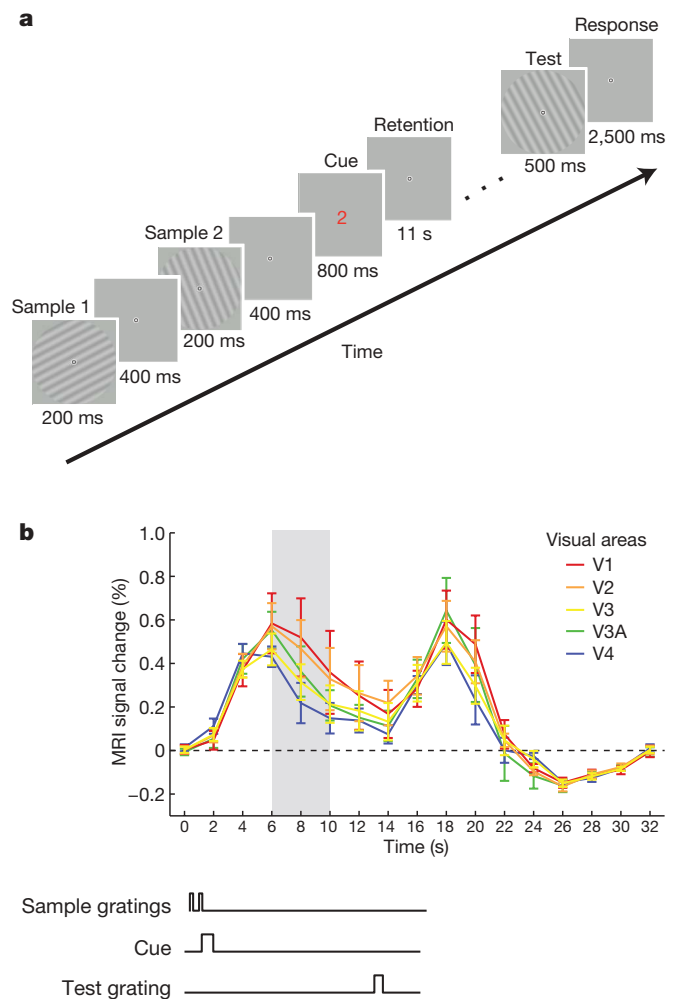 a
Response
Test
2,500 ms
Retention
500 ms
Cue
11 s
2
Sample 2
800 ms
400 ms
Sample 1
200 ms
Time
400 ms
200 ms
b
1.0
0.8
0.6
0.4
0.2
0
−0.2
MRI signal change (%)
Visual areas
V1
V2
V3
V3A
V4
0 2 4 6 8 10 12 14 16 18 20 22 24 26 28 30 32
Time (s)
Sample gratings
Cue
Test grating